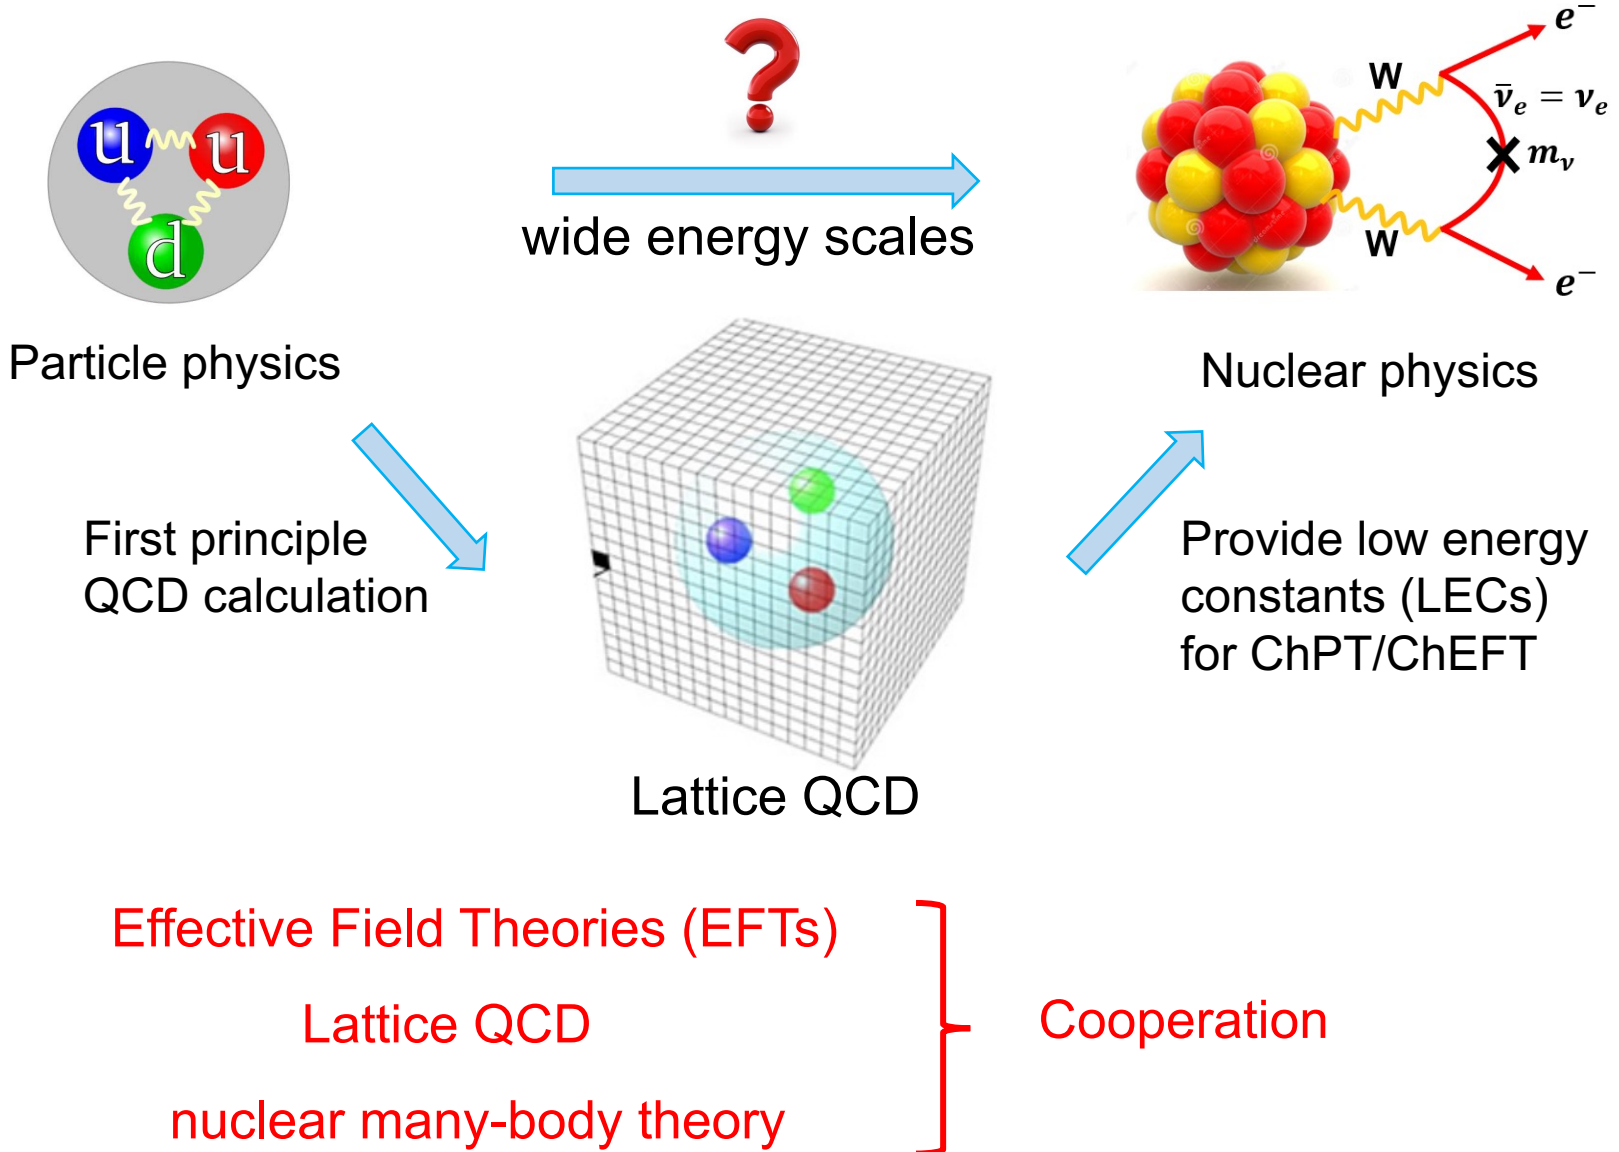 u u
d
wide energy scales
W
W
e⁻
ν̄ₑ = νₑ
m_ν
e⁻
Particle physics
Nuclear physics
First principle
QCD calculation
Provide low energy
constants (LECs)
for ChPT/ChEFT
Lattice QCD
Effective Field Theories (EFTs)
Lattice QCD
nuclear many-body theory
Cooperation